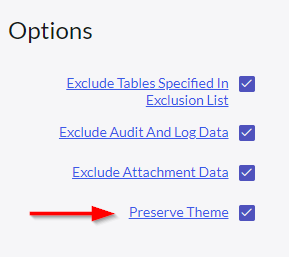 Options
Exclude Tables Specified In
Exclusion List
Exclude Audit And Log Data
Exclude Attachment Data
Preserve Theme